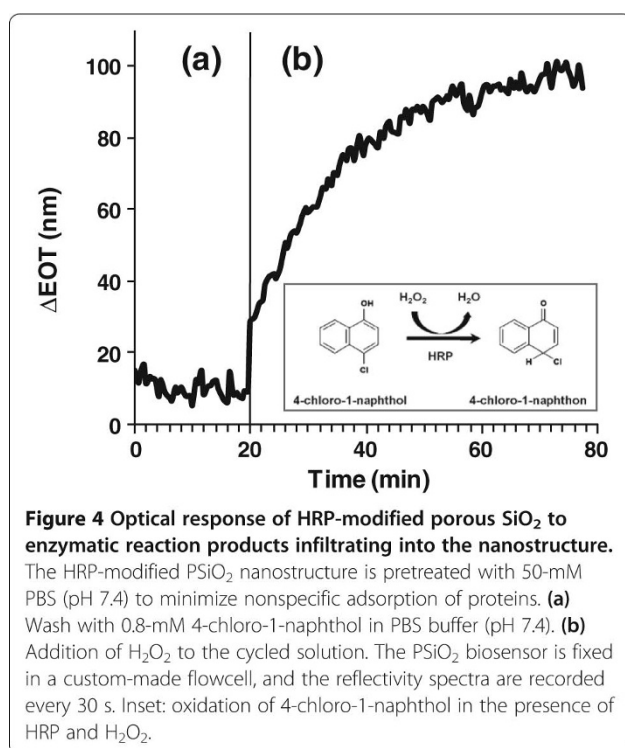 (a)
(b)
100
80
60
40
20
0
ΔEOT (nm)
0
20
40
60
80
Time (min)
OH
Cl
4-chloro-1-naphthol
H₂O₂
H₂O
HRP
O
H
Cl
4-chloro-1-naphthon
Figure 4 Optical response of HRP-modified porous SiO₂ to
enzymatic reaction products infiltrating into the nanostructure.
The HRP-modified PSiO₂ nanostructure is pretreated with 50-mM
PBS (pH 7.4) to minimize nonspecific adsorption of proteins. (a)
Wash with 0.8-mM 4-chloro-1-naphthol in PBS buffer (pH 7.4). (b)
Addition of H₂O₂ to the cycled solution. The PSiO₂ biosensor is fixed
in a custom-made flowcell, and the reflectivity spectra are recorded
every 30 s. Inset: oxidation of 4-chloro-1-naphthol in the presence of
HRP and H₂O₂.